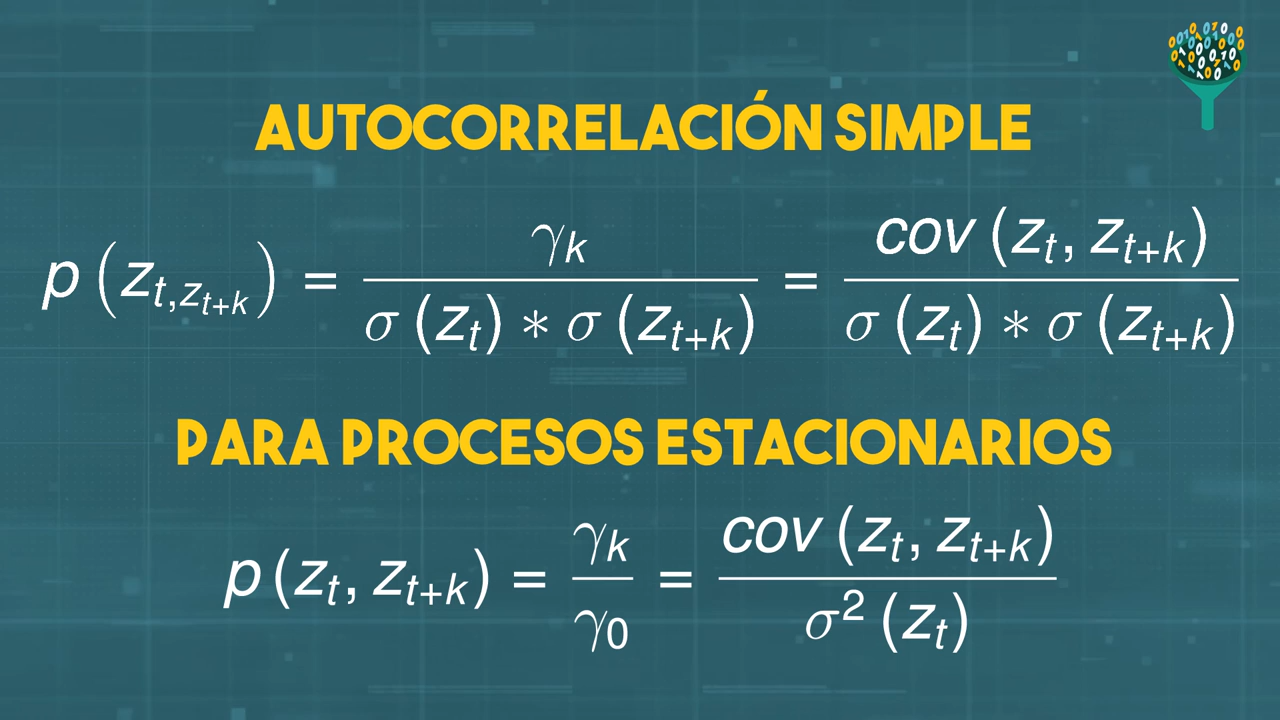 AUTOCORRELACIÓN SIMPLE
p (z_{t,z_{t+k}}) = γ_k / (σ (z_t) * σ (z_{t+k})) = cov (z_t, z_{t+k}) / (σ (z_t) * σ (z_{t+k}))
PARA PROCESOS ESTACIONARIOS
p (z_t, z_{t+k}) = γ_k / γ_0 = cov (z_t, z_{t+k}) / σ² (z_t)